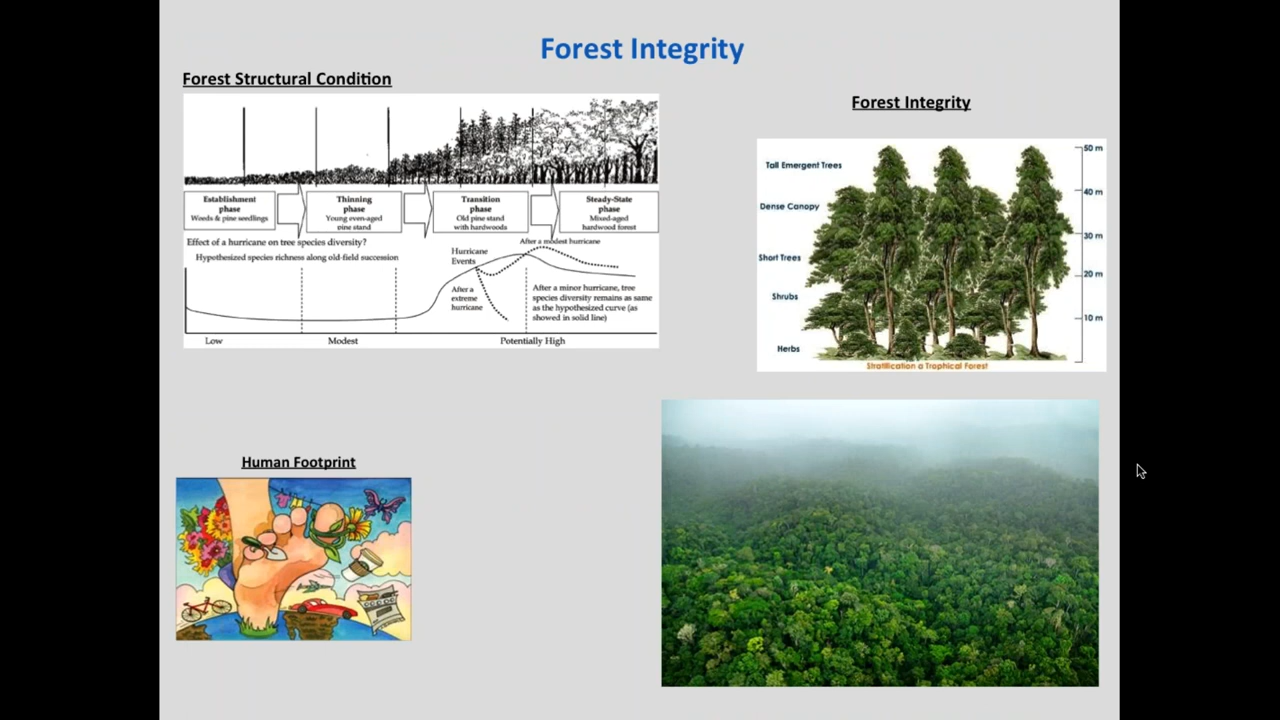 Forest Integrity
Forest Structural Condition
Establishment
phase
Weeds & pine seedlings
Thinning
phase
Young even-aged
pine stand
Transition
phase
Old pine stand
with hardwoods
Steady-State
phase
Mixed-aged
hardwood forest
Effect of a hurricane on tree species diversity?
Hypothesized species richness along old-field succession
Hurricane
Events
After a modest hurricane
After a
extreme
hurricane
After a minor hurricane, tree
species diversity remains as same
as the hypothesized curve (as
showed in solid line)
Low
Modest
Potentially High
Forest Integrity
Tall Emergent Trees
Dense Canopy
Short Trees
Shrubs
Herbs
50 m
40 m
30 m
20 m
10 m
Stratification a Trophical Forest
Human Footprint